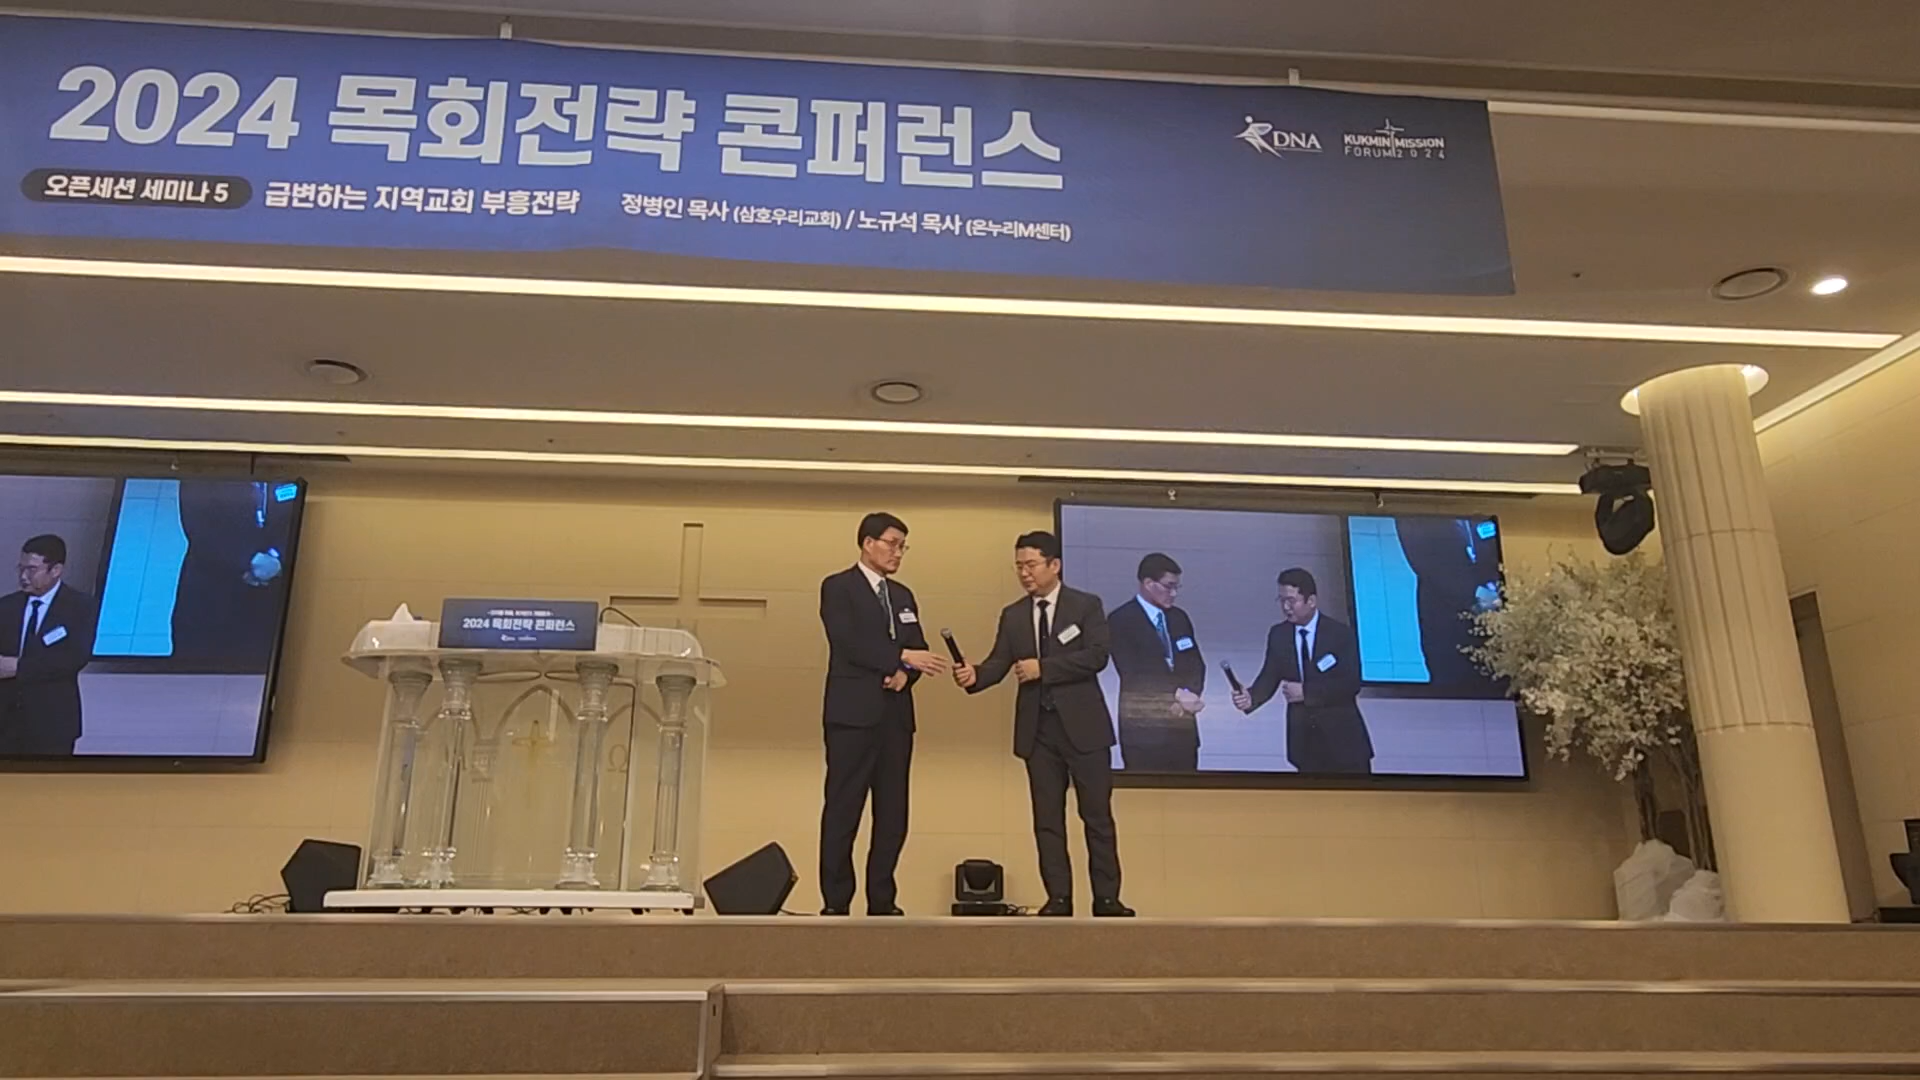 2024 목회전략 콘퍼런스
오픈세션 세미나 5 급변하는 지역교회 부흥전략 정병인 목사 (삼호우리교회) / 노규석 목사 (온누리M센터)
DNA
KUKMIN MISSION
FORUM 2024
2024 목회전략 콘퍼런스